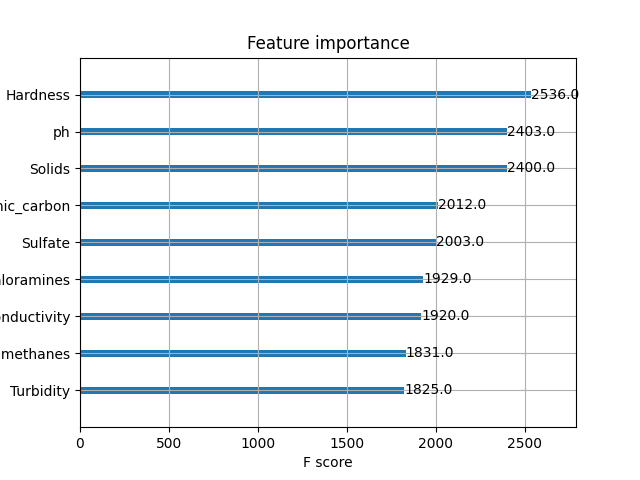 Feature importance
Hardness 2536.0
ph 2403.0
Solids 2400.0
nic_carbon 2012.0
Sulfate 2003.0
loramines 1929.0
nductivity 1920.0
methanes 1831.0
Turbidity 1825.0
0 500 1000 1500 2000 2500
F score